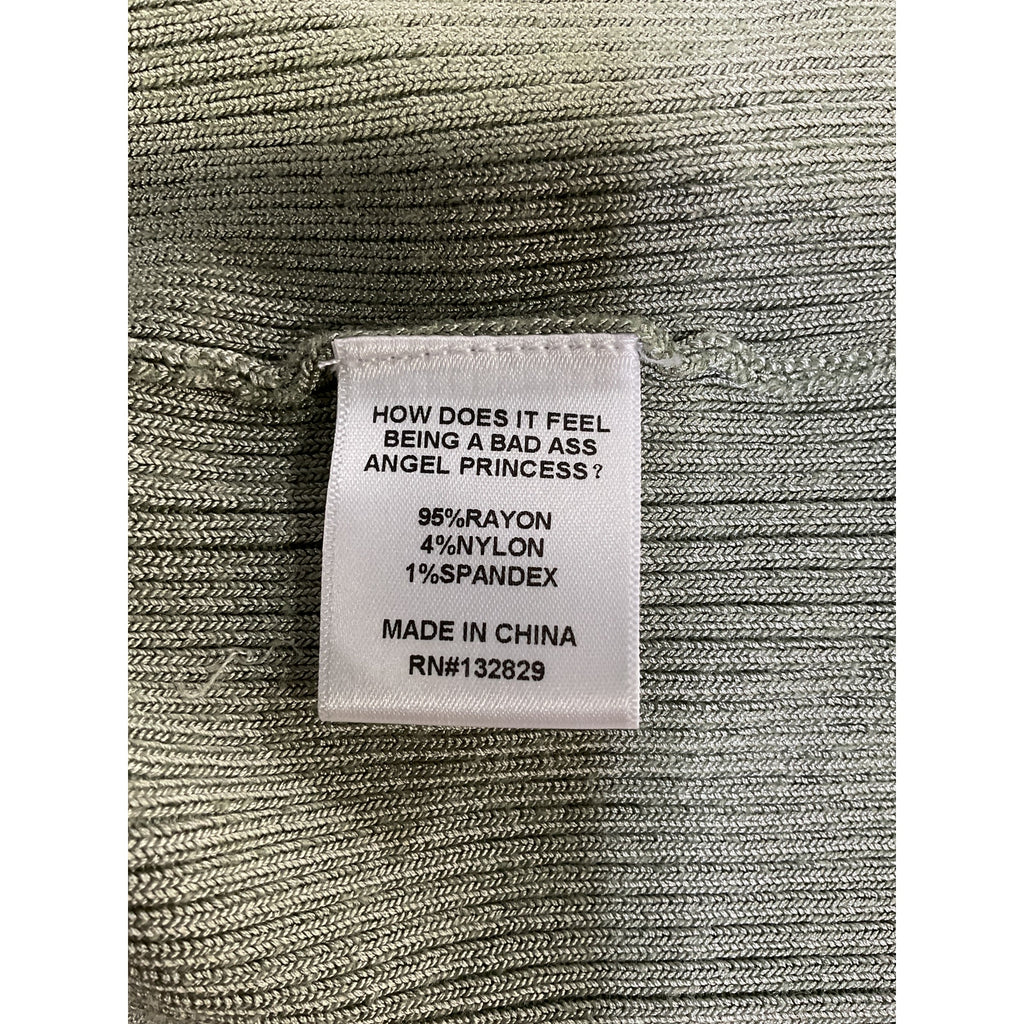 HOW DOES IT FEEL
BEING A BAD ASS
ANGEL PRINCESS?
95%RAYON
4%NYLON
1%SPANDEX
MADE IN CHINA
RN#132829